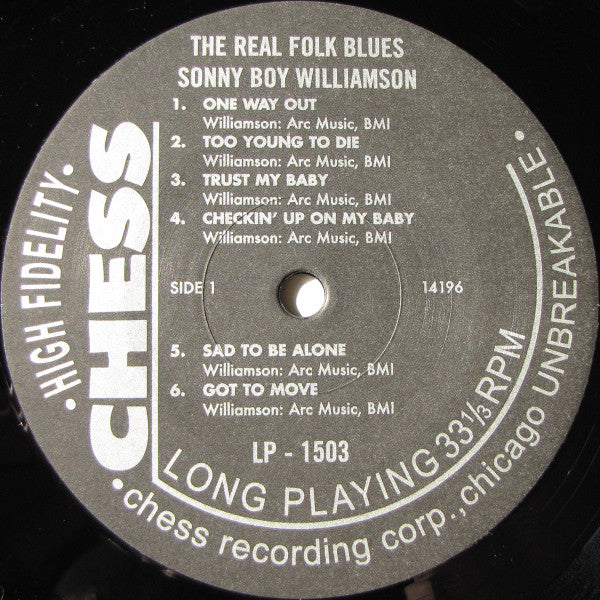 THE REAL FOLK BLUES
SONNY BOY WILLIAMSON
1. ONE WAY OUT
Williamson: Arc Music, BMI
2. TOO YOUNG TO DIE
Williamson: Arc Music, BMI
3. TRUST MY BABY
Williamson: Arc Music, BMI
4. CHECKIN' UP ON MY BABY
Williamson: Arc Music, BMI
SIDE 1
14196
5. SAD TO BE ALONE
Williamson: Arc Music, BMI
6. GOT TO MOVE
Williamson: Arc Music, BMI
LP - 1503
CHESS
LONG PLAYING 33 1/3 RPM
• HIGH FIDELITY •
chess recording corp., chicago UNBREAKABLE •